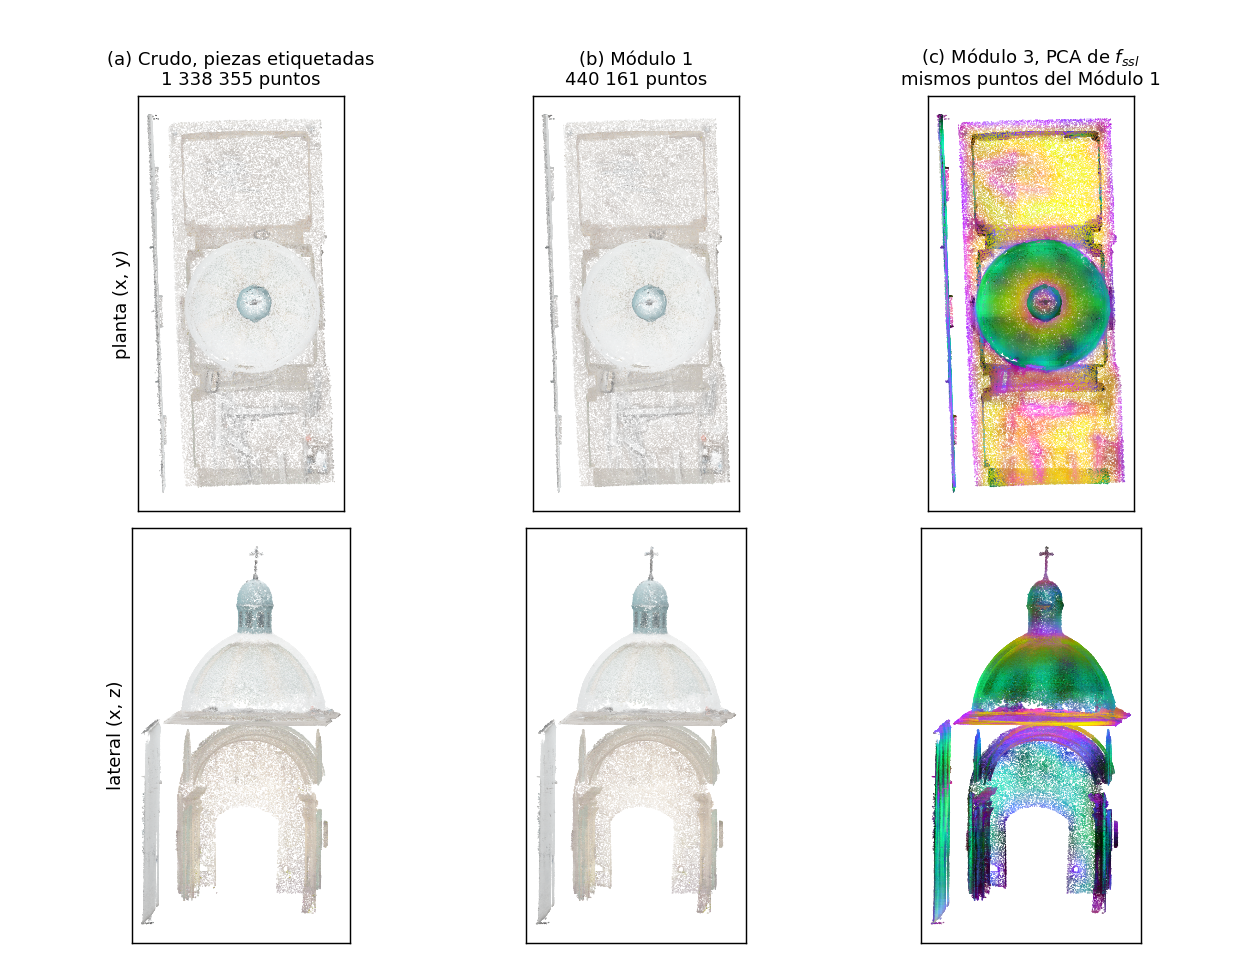 (a) Crudo, piezas etiquetadas
1 338 355 puntos
(b) Módulo 1
440 161 puntos
(c) Módulo 3, PCA de f_ssl
mismos puntos del Módulo 1
planta (x, y)
lateral (x, z)